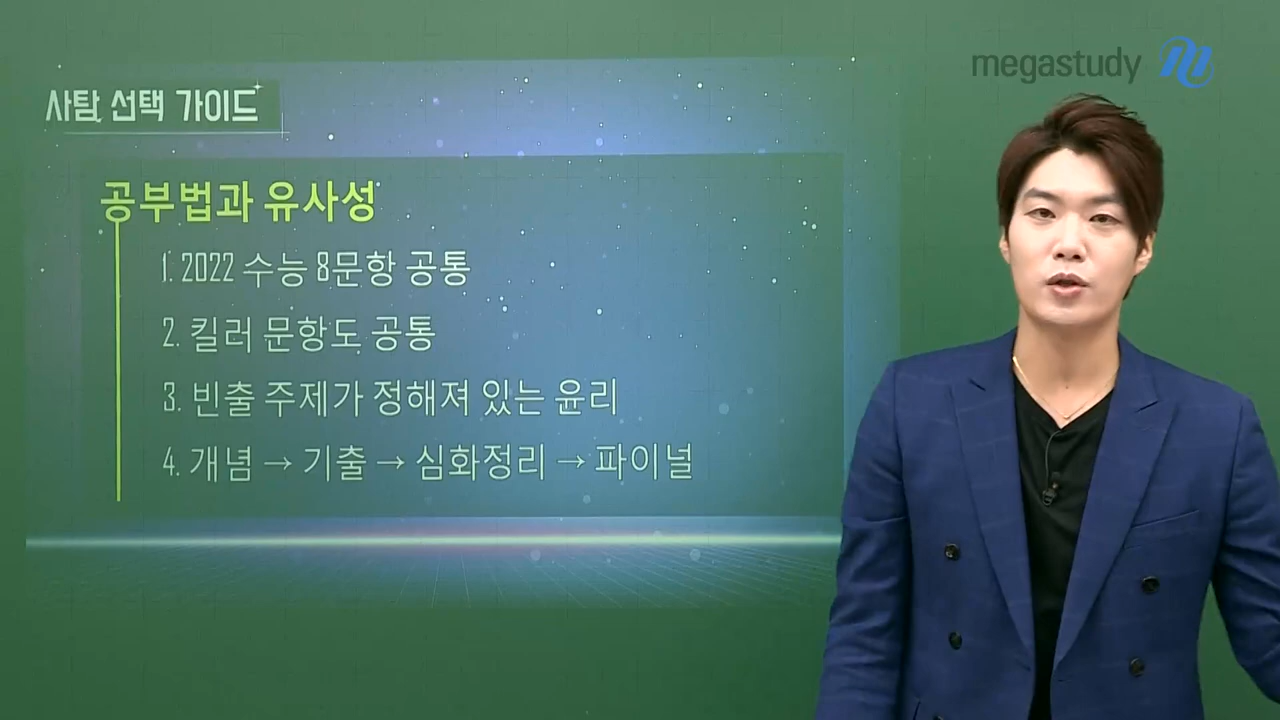 megastudy
사탐 선택 가이드
공부법과 유사성
1. 2022 수능 8문항 공통
2. 킬러 문항도 공통
3. 빈출 주제가 정해져 있는 윤리
4. 개념 → 기출 → 심화정리 → 파이널